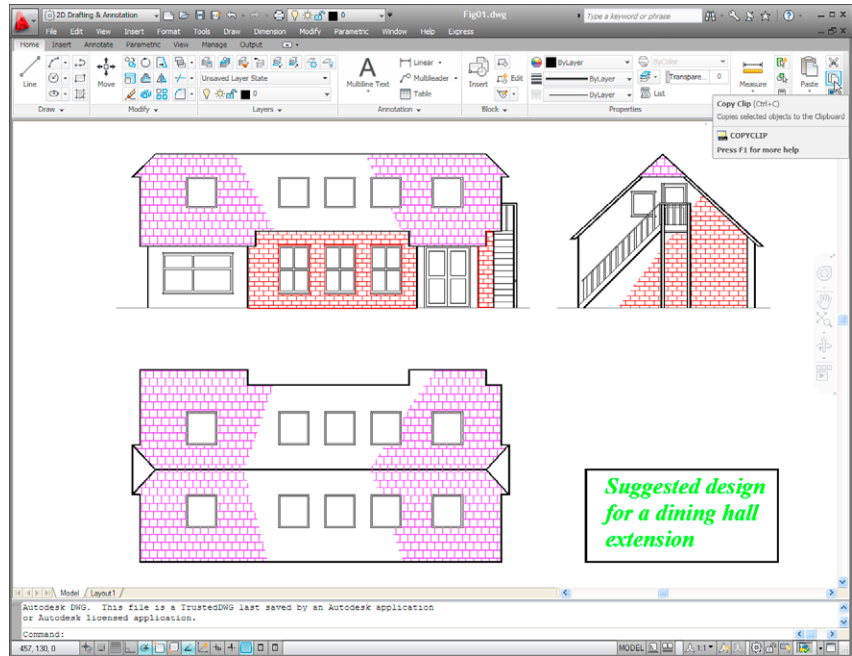 2D Drafting & Annotation
0
Fig01.dwg
Type a keyword or phrase
File Edit View Insert Format Tools Draw Dimension Modify Parametric Window Help Express
Home Insert Annotate Parametric View Manage Output
Line
Move
Unsaved Layer State
0
Multiline Text
Linear
Multileader
Table
Insert
Edit
ByLayer
ByLayer
ByLayer
ByColor
Transpare... 0
List
Measure
Paste
Draw
Modify
Layers
Annotation
Block
Properties
Copy Clip (Ctrl+C)
Copies selected objects to the Clipboard
COPYCLIP
Press F1 for more help
Suggested design
for a dining hall
extension
Model Layout1
Autodesk DWG. This file is a TrustedDWG last saved by an Autodesk application
or Autodesk licensed application.
Command:
457, 130, 0
MODEL
1:1